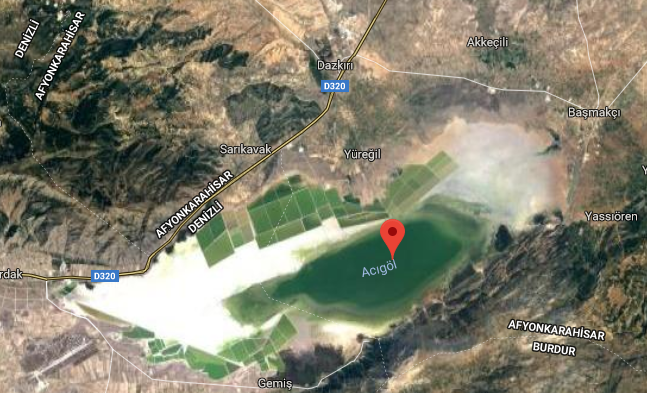 DENİZLİ
AFYONKARAHİSAR
Akkeçili
Dazkırı
D320
Başmakçı
Sarıkavak
Yüreğil
AFYONKARAHİSAR
DENİZLİ
Yassıören
Acıgöl
rdak
D320
AFYONKARAHİSAR
BURDUR
Gemiş